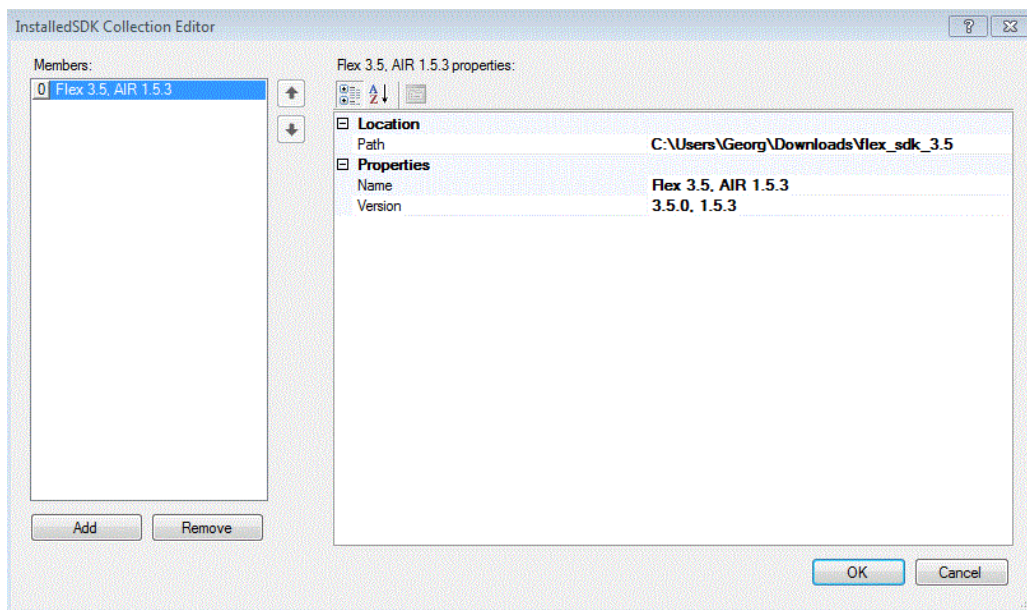 InstalledSDK Collection Editor
Members:
0 Flex 3.5, AIR 1.5.3
Add
Remove
Flex 3.5, AIR 1.5.3 properties:
Location
Path C:\Users\Georg\Downloads\flex_sdk_3.5
Properties
Name Flex 3.5, AIR 1.5.3
Version 3.5.0, 1.5.3
OK
Cancel